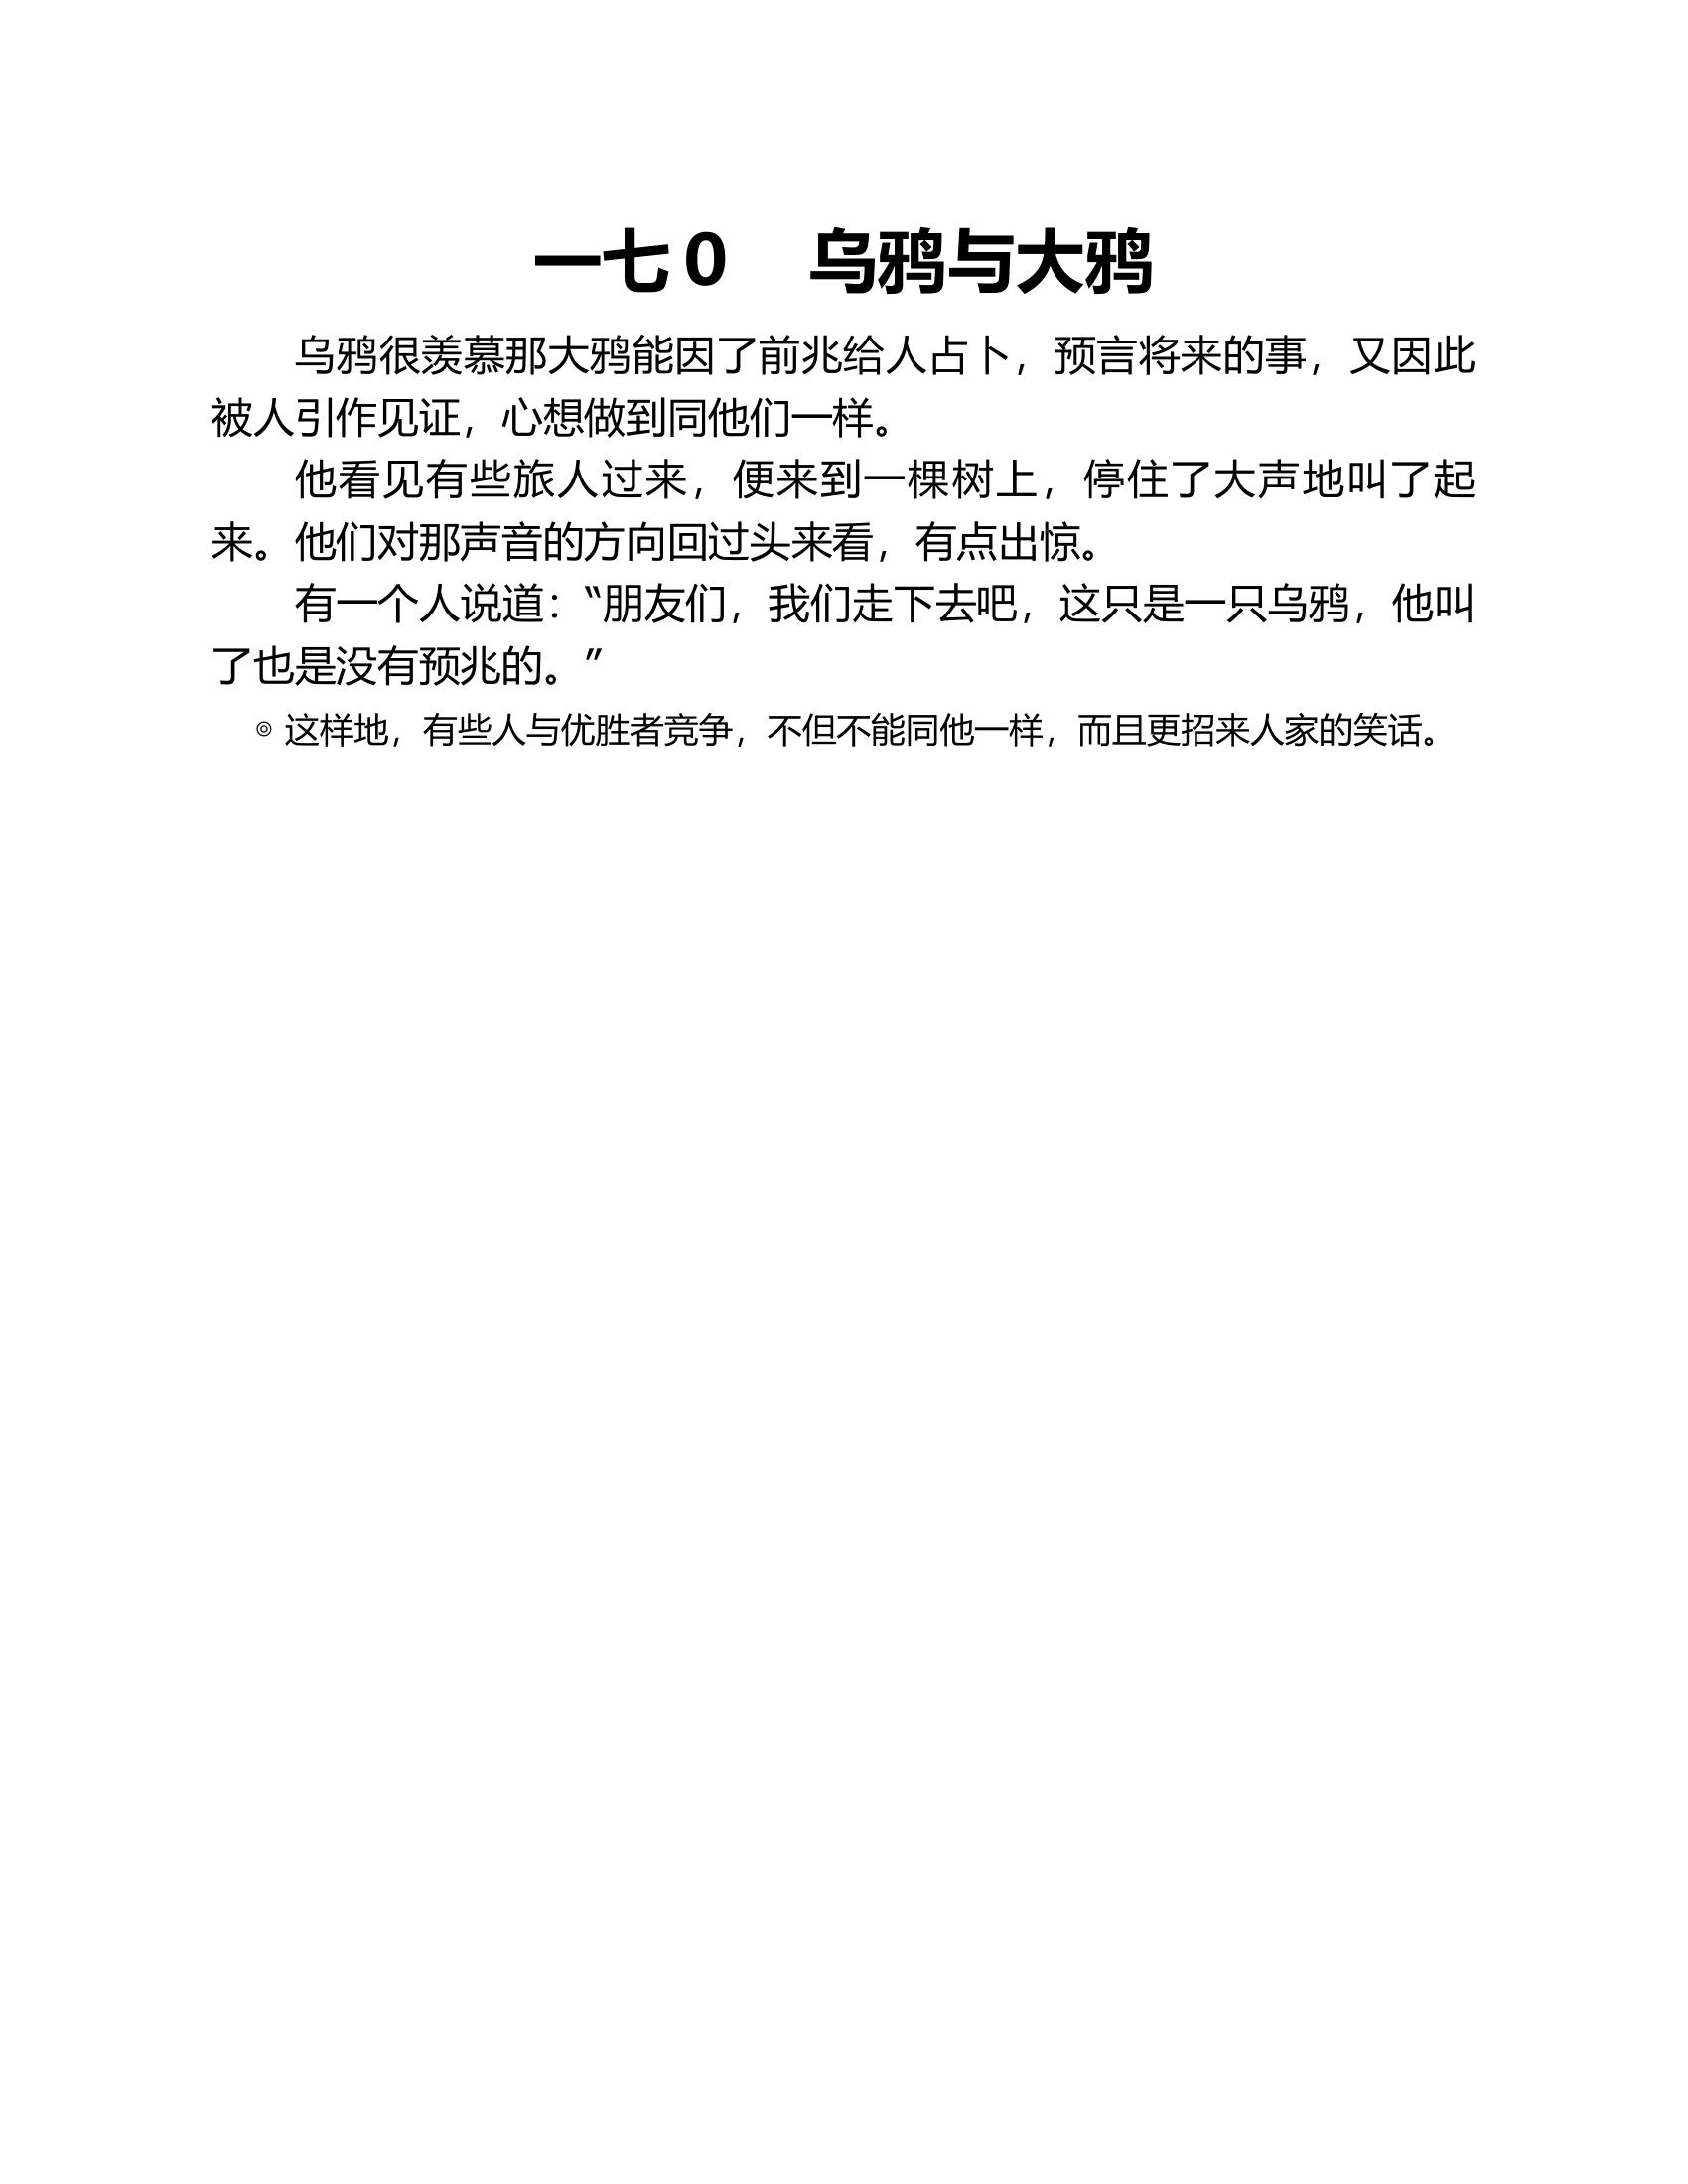 一七0　乌鸦与大鸦
乌鸦很羡慕那大鸦能因了前兆给人占卜，预言将来的事，又因此
被人引作见证，心想做到同他们一样。
他看见有些旅人过来，便来到一棵树上，停住了大声地叫了起
来。他们对那声音的方向回过头来看，有点出惊。
有一个人说道：“朋友们，我们走下去吧，这只是一只乌鸦，他叫
了也是没有预兆的。”
◎ 这样地，有些人与优胜者竞争，不但不能同他一样，而且更招来人家的笑话。